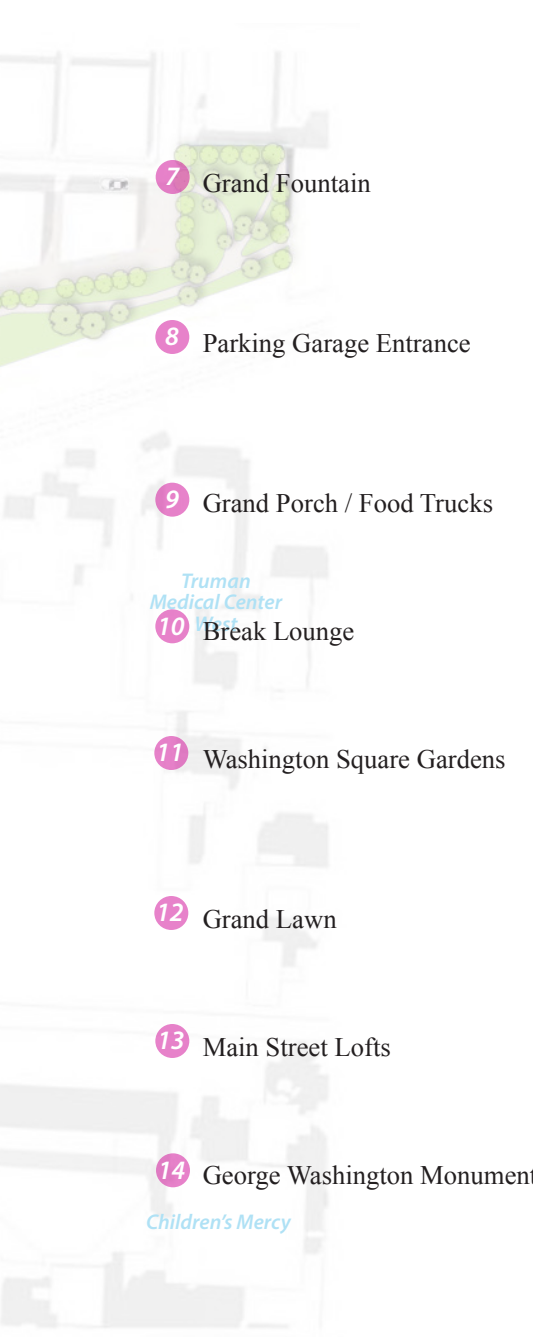 7 Grand Fountain
8 Parking Garage Entrance
9 Grand Porch / Food Trucks
Truman
Medical Center
West
10 Break Lounge
11 Washington Square Gardens
12 Grand Lawn
13 Main Street Lofts
14 George Washington Monument
Children's Mercy